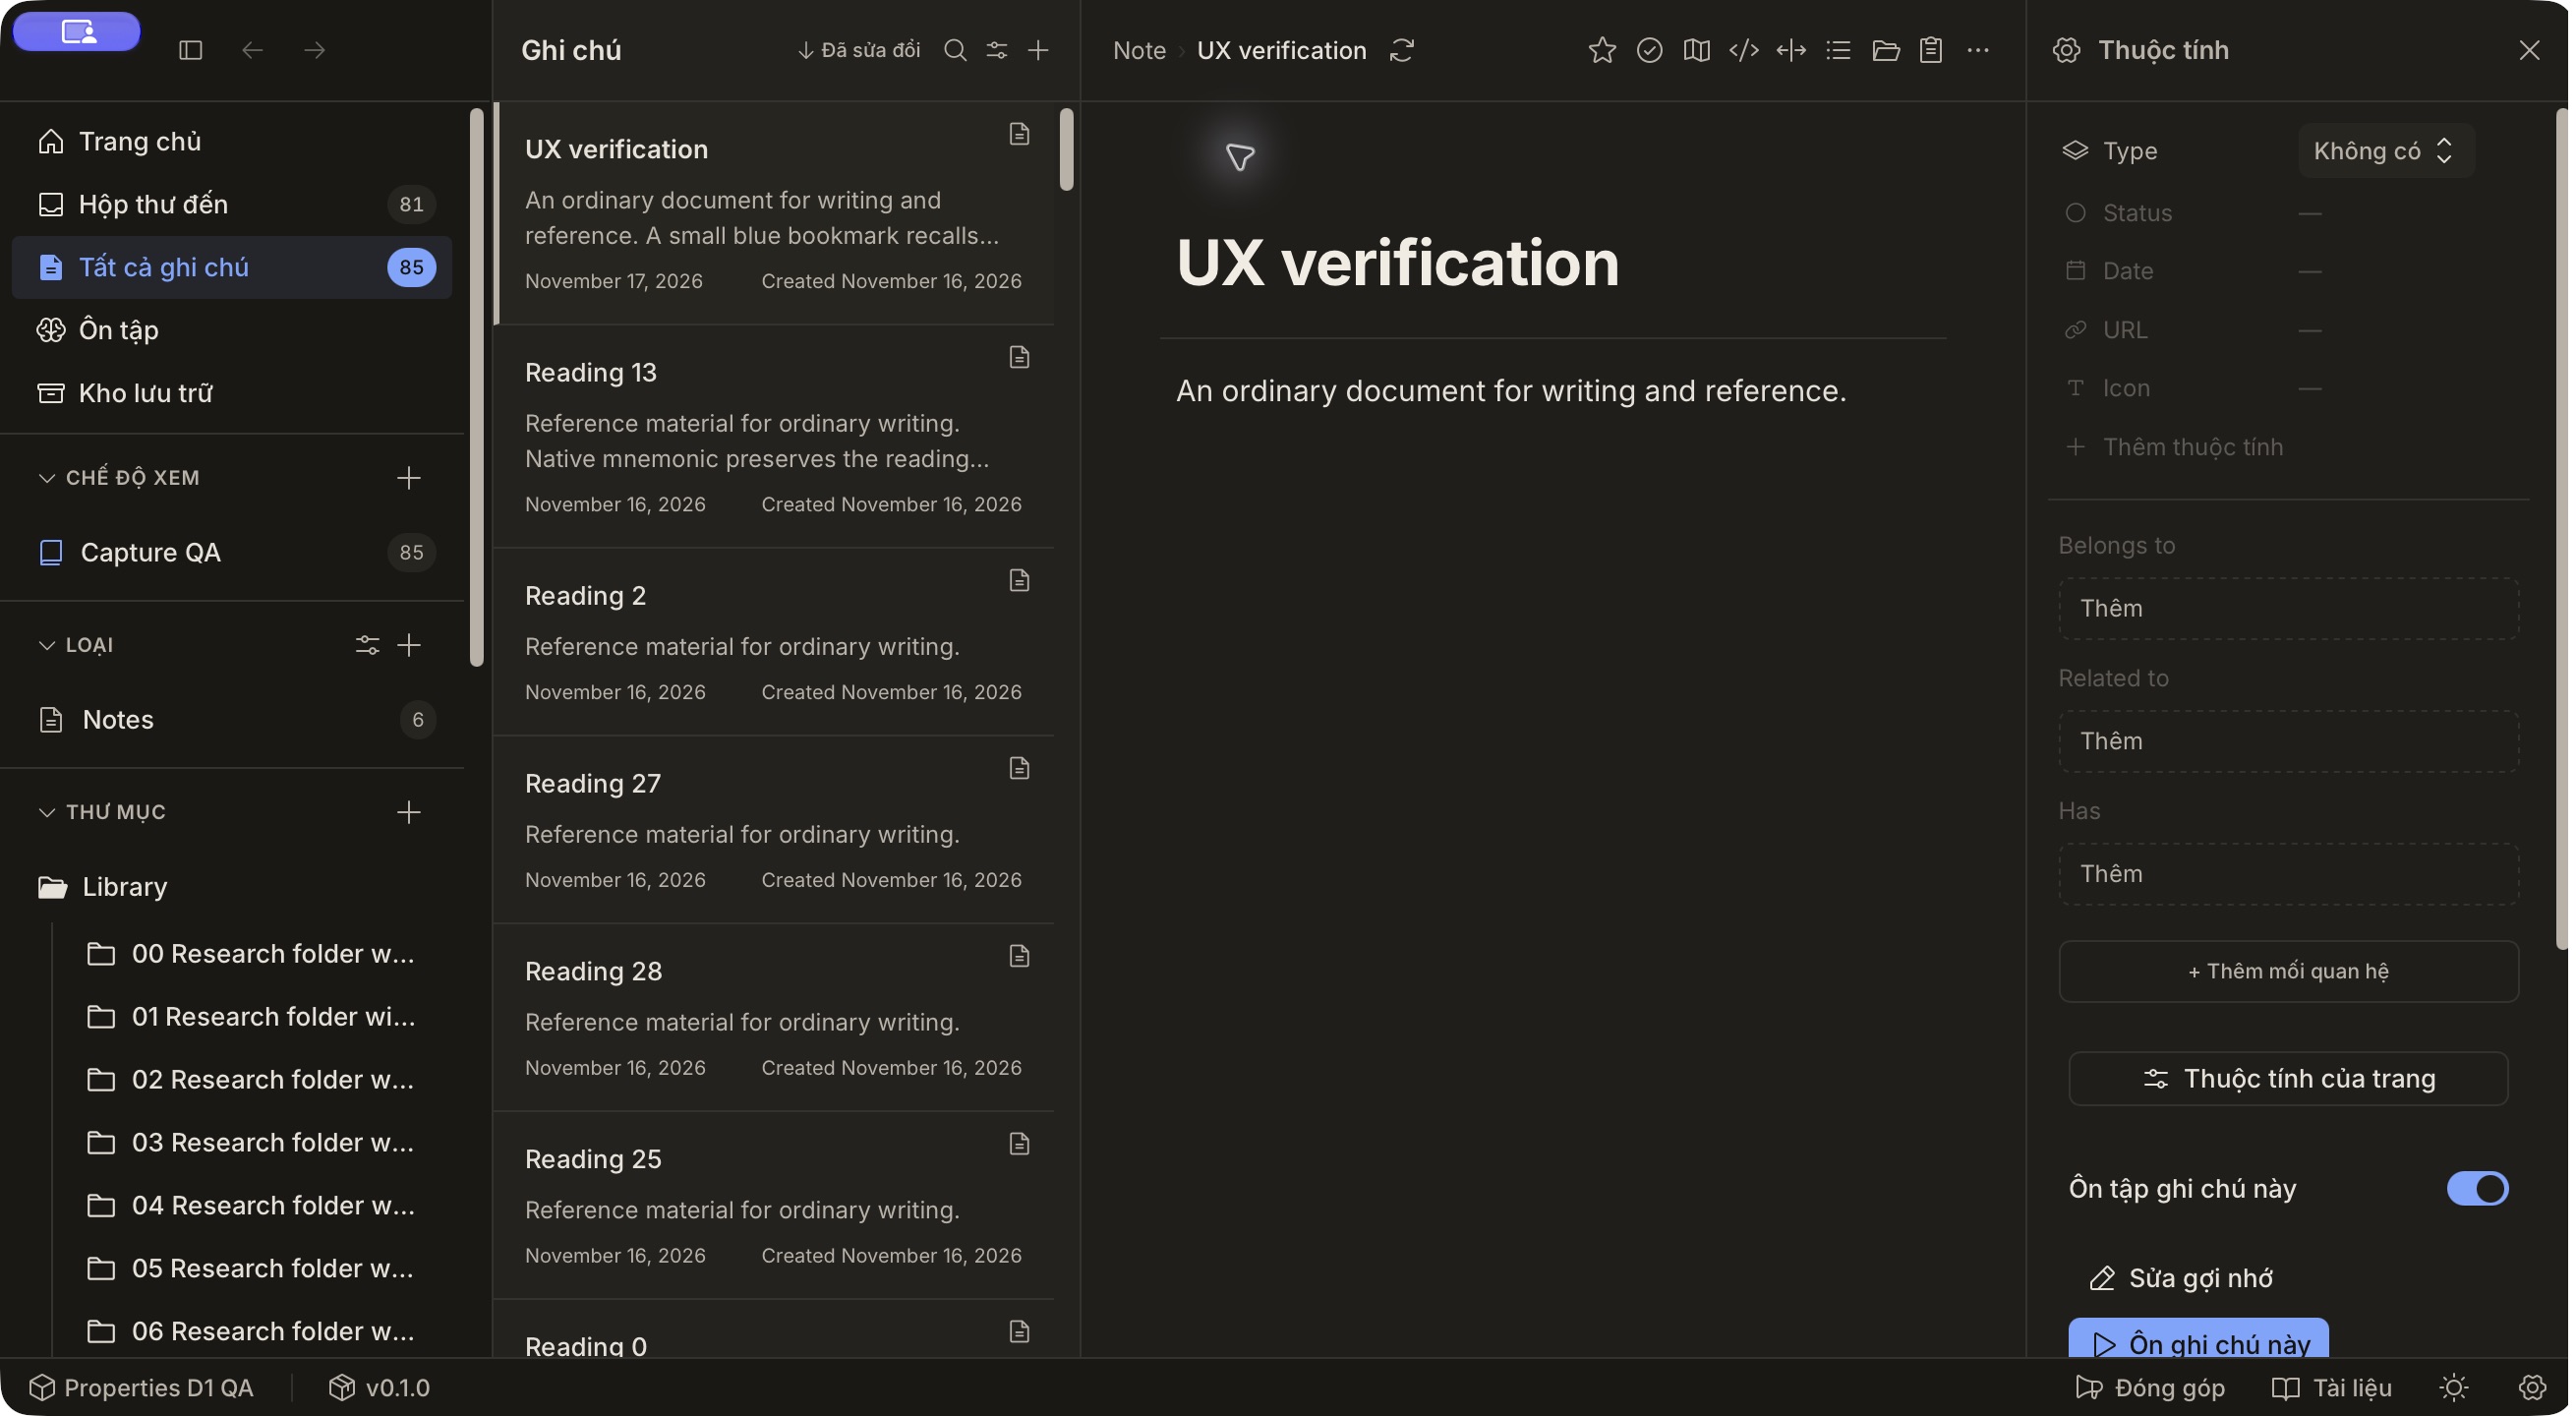 Trang chủ
Hộp thư đến
81
Tất cả ghi chú
85
Ôn tập
Kho lưu trữ
CHẾ ĐỘ XEM
Capture QA
85
LOẠI
Notes
6
THƯ MỤC
Library
00 Research folder w...
01 Research folder wi...
02 Research folder w...
03 Research folder w...
04 Research folder w...
05 Research folder w...
06 Research folder w...
Ghi chú
Đã sửa đổi
UX verification
An ordinary document for writing and
reference. A small blue bookmark recalls...
November 17, 2026 Created November 16, 2026
Reading 13
Reference material for ordinary writing.
Native mnemonic preserves the reading...
November 16, 2026 Created November 16, 2026
Reading 2
Reference material for ordinary writing.
November 16, 2026 Created November 16, 2026
Reading 27
Reference material for ordinary writing.
November 16, 2026 Created November 16, 2026
Reading 28
Reference material for ordinary writing.
November 16, 2026 Created November 16, 2026
Reading 25
Reference material for ordinary writing.
November 16, 2026 Created November 16, 2026
Reading 0
Note › UX verification
UX verification
An ordinary document for writing and reference.
Thuộc tính
Type Không có
Status —
Date —
URL —
Icon —
+ Thêm thuộc tính
Belongs to
Thêm
Related to
Thêm
Has
Thêm
+ Thêm mối quan hệ
Thuộc tính của trang
Ôn tập ghi chú này
Sửa gợi nhớ
Ôn ghi chú này
Properties D1 QA
v0.1.0
Đóng góp
Tài liệu